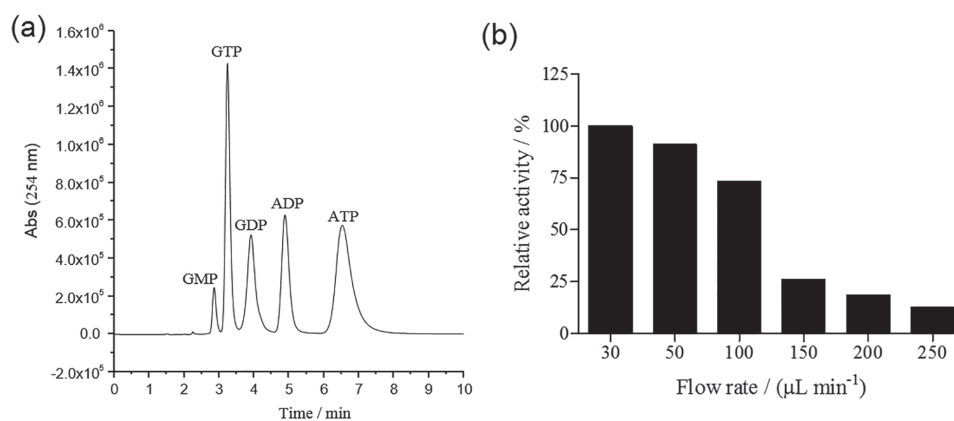 (a)
Abs (254 nm)
1.6x10⁶
1.4x10⁶
1.2x10⁶
1.0x10⁶
8.0x10⁵
6.0x10⁵
4.0x10⁵
2.0x10⁵
0.0
-2.0x10⁵
GMP
GTP
GDP
ADP
ATP
0 1 2 3 4 5 6 7 8 9 10
Time / min
(b)
Relative activity / %
125
100
75
50
25
0
30 50 100 150 200 250
Flow rate / (μL min⁻¹)